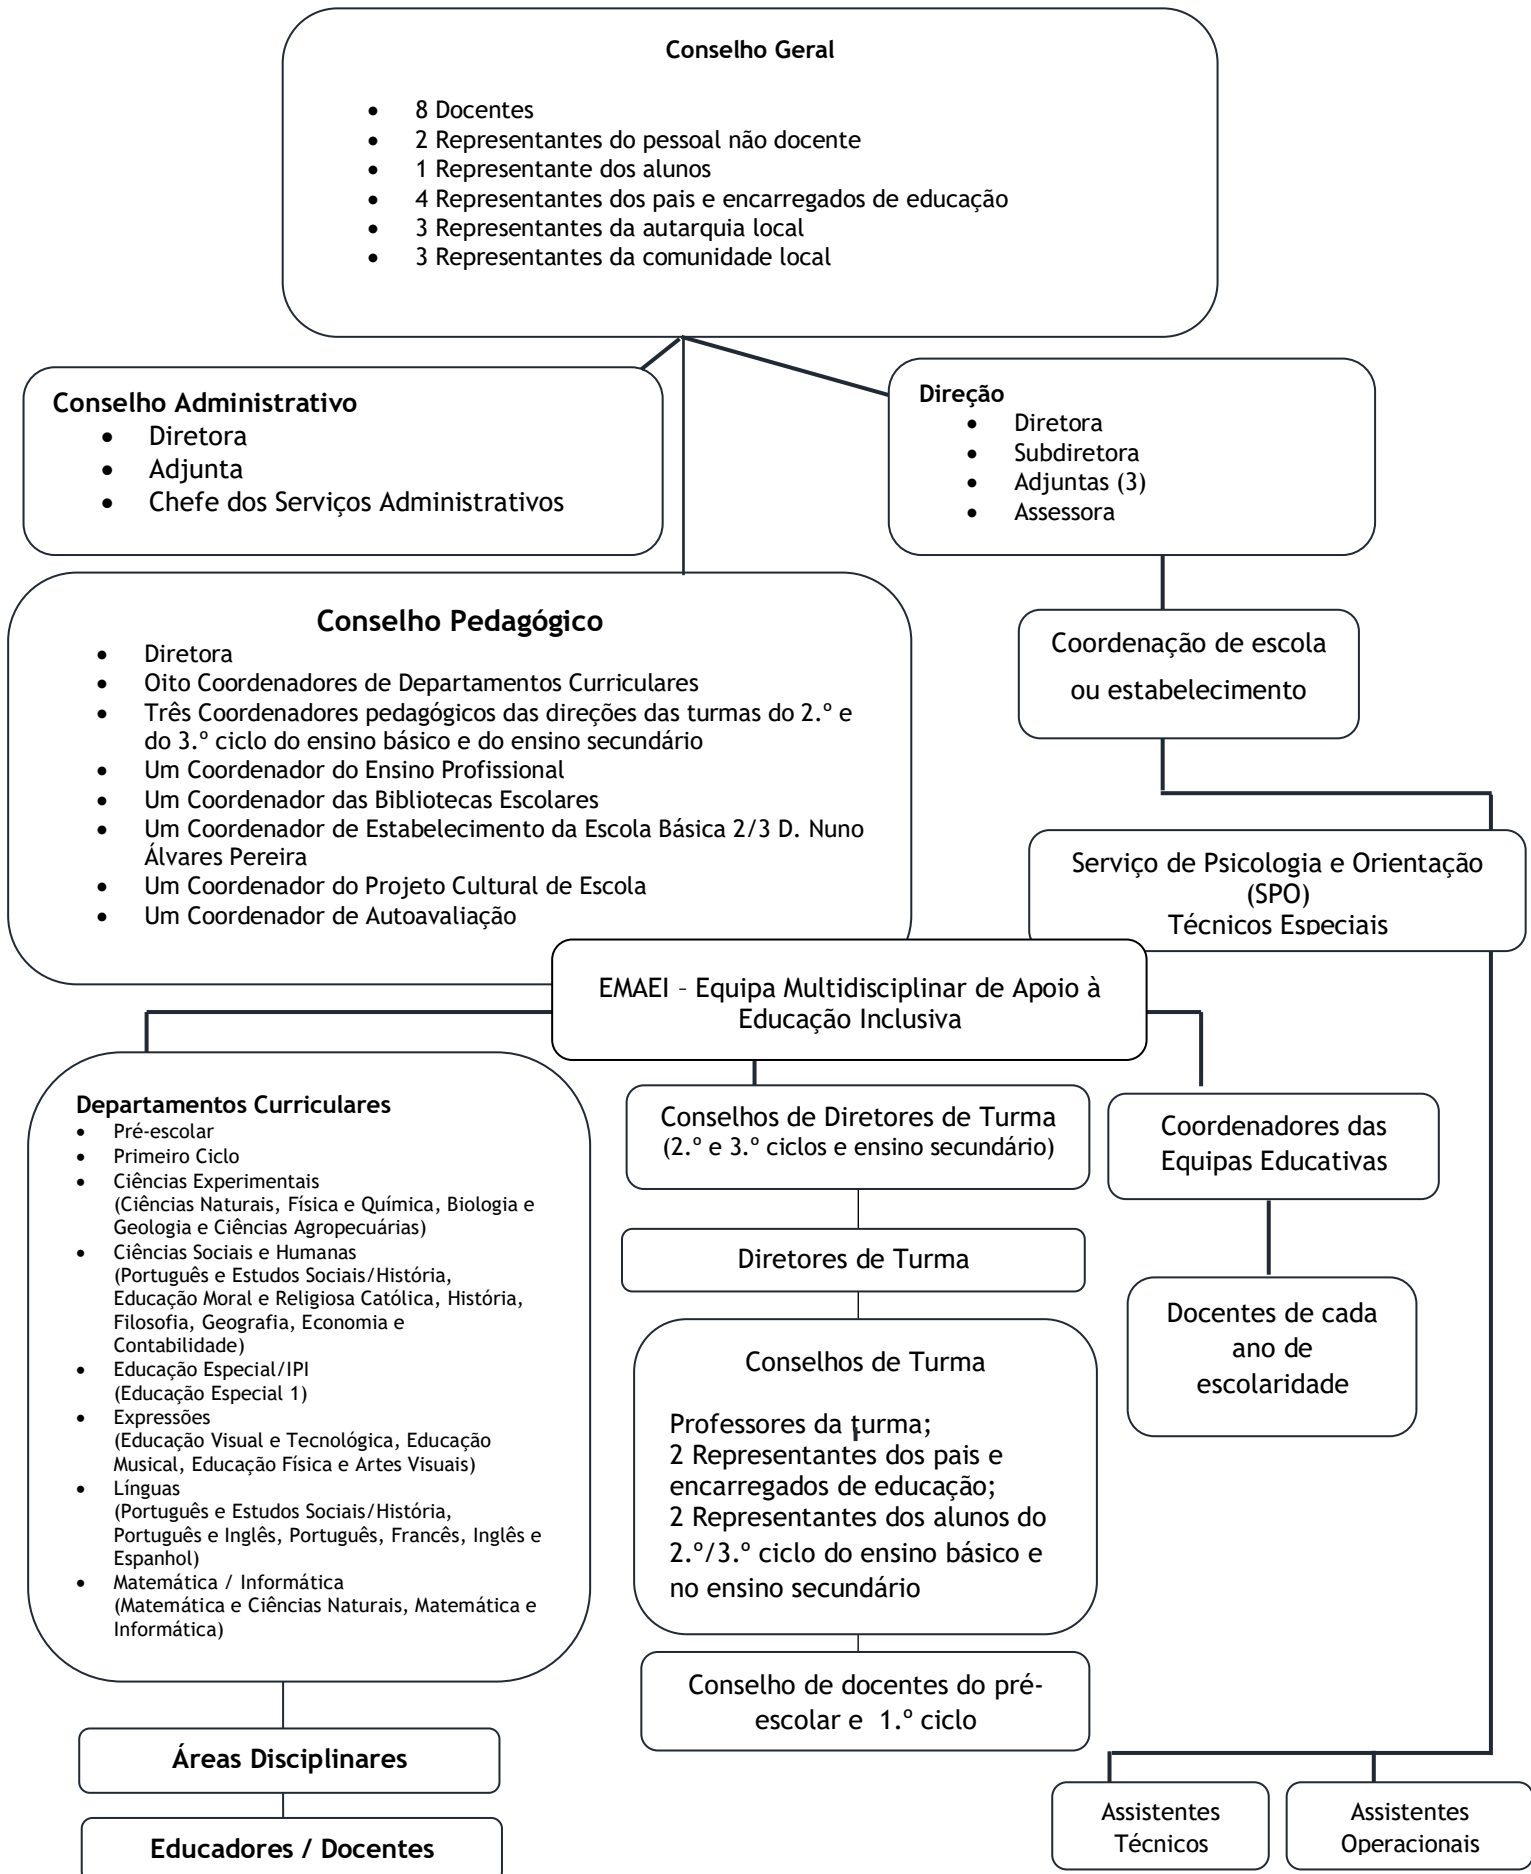 Conselho Geral
• 8 Docentes
• 2 Representantes do pessoal não docente
• 1 Representante dos alunos
• 4 Representantes dos pais e encarregados de educação
• 3 Representantes da autarquia local
• 3 Representantes da comunidade local
Conselho Administrativo
• Diretora
• Adjunta
• Chefe dos Serviços Administrativos
Direção
• Diretora
• Subdiretora
• Adjuntas (3)
• Assessora
Conselho Pedagógico
• Diretora
• Oito Coordenadores de Departamentos Curriculares
• Três Coordenadores pedagógicos das direções das turmas do 2.º e
do 3.º ciclo do ensino básico e do ensino secundário
• Um Coordenador do Ensino Profissional
• Um Coordenador das Bibliotecas Escolares
• Um Coordenador de Estabelecimento da Escola Básica 2/3 D. Nuno
Álvares Pereira
• Um Coordenador do Projeto Cultural de Escola
• Um Coordenador de Autoavaliação
Coordenação de escola
ou estabelecimento
Serviço de Psicologia e Orientação
(SPO)
Técnicos Especiais
EMAEI – Equipa Multidisciplinar de Apoio à
Educação Inclusiva
Departamentos Curriculares
• Pré-escolar
• Primeiro Ciclo
• Ciências Experimentais
(Ciências Naturais, Física e Química, Biologia e
Geologia e Ciências Agropecuárias)
• Ciências Sociais e Humanas
(Português e Estudos Sociais/História,
Educação Moral e Religiosa Católica, História,
Filosofia, Geografia, Economia e
Contabilidade)
• Educação Especial/IPI
(Educação Especial 1)
• Expressões
(Educação Visual e Tecnológica, Educação
Musical, Educação Física e Artes Visuais)
• Línguas
(Português e Estudos Sociais/História,
Português e Inglês, Português, Francês, Inglês e
Espanhol)
• Matemática / Informática
(Matemática e Ciências Naturais, Matemática e
Informática)
Áreas Disciplinares
Educadores / Docentes
Conselhos de Diretores de Turma
(2.º e 3.º ciclos e ensino secundário)
Diretores de Turma
Conselhos de Turma
Professores da turma;
2 Representantes dos pais e
encarregados de educação;
2 Representantes dos alunos do
2.º/3.º ciclo do ensino básico e
no ensino secundário
Conselho de docentes do pré-
escolar e 1.º ciclo
Coordenadores das
Equipas Educativas
Docentes de cada
ano de
escolaridade
Assistentes
Técnicos
Assistentes
Operacionais